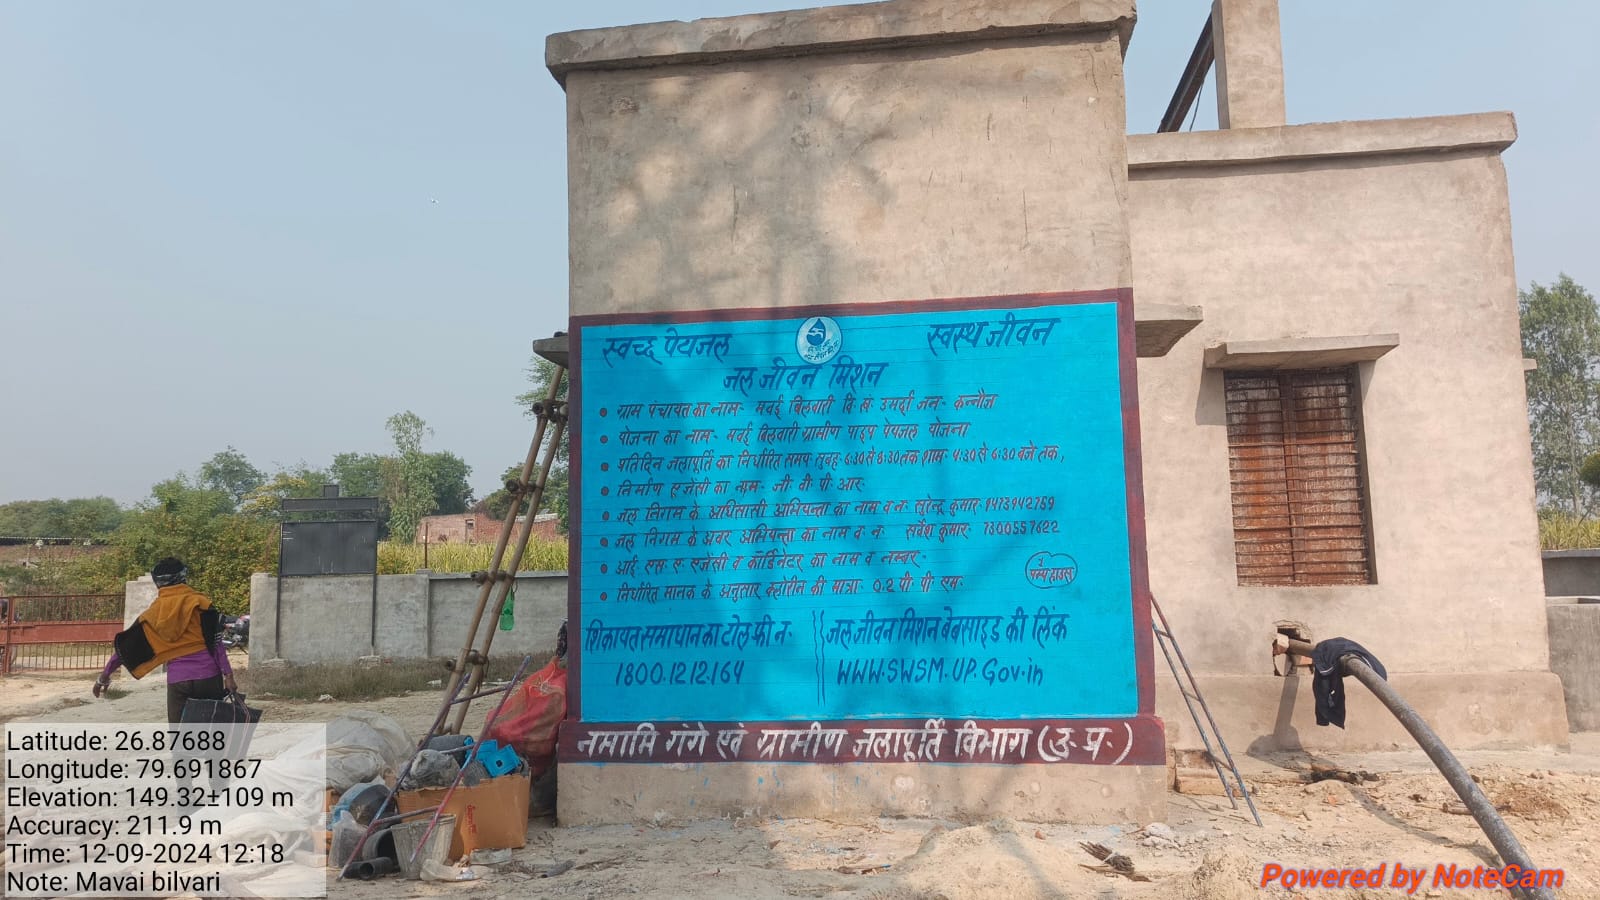 स्वच्छ पेयजल
स्वस्थ जीवन
जल जीवन मिशन
ग्राम पंचायत का नाम- मवई बिलवारी वि. खं. उमर्दा जन- कन्नौज
योजना का नाम- मवई बिलवारी ग्रामीण पाइप पेयजल योजना
प्रतिदिन जलापूर्ति का निर्धारित समय सुबह 6:30 से 8:30 तक शाम- 4:30 से 6:30 बजे तक,
निर्माण एजेंसी का नाम- जी वी पी आर
जल निगम के अधिसासी अभियन्ता का नाम व न- सुरेन्द्र कुमार- 9473942759
जल निगम के अवर अभियन्ता का नाम व न- सर्वेश कुमार- 7300557622
आई एस ए एजेंसी व कॉर्डिनेटर का नाम व नम्बर-
निर्धारित मानक के अनुसार क्लोरीन की मात्रा- 0.2 पी पी एम-
पम्प हाउस
शिकायत समाधान का टोल फ्री न-
1800.1212.164
जल जीवन मिशन बेबसाइड की लिंक
WWW.SWSM.UP.Gov.in
नमामि गंगे एवं ग्रामीण जलापूर्ति विभाग (उ. प्र.)
Latitude: 26.87688
Longitude: 79.691867
Elevation: 149.32±109 m
Accuracy: 211.9 m
Time: 12-09-2024 12:18
Note: Mavai bilvari
Powered by NoteCam